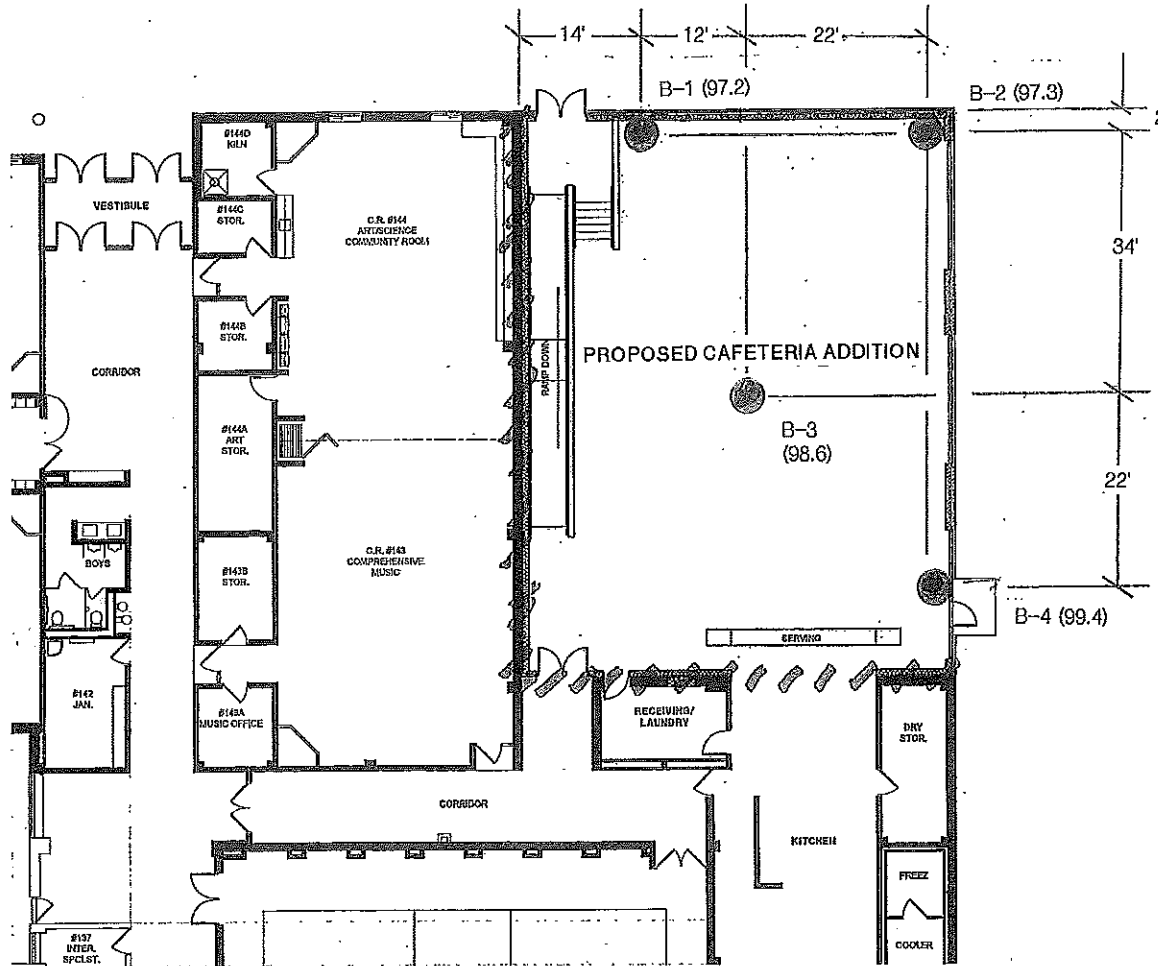 14'
12'
22'
B-1 (97.2)
B-2 (97.3)
#144D
KILN
VESTIBULE
#144C
STOR.
C.R. #144
ART/SCIENCE
COMMUNITY ROOM
34'
#144B
STOR.
CORRIDOR
RAMP DOWN
PROPOSED CAFETERIA ADDITION
#144A
ART
STOR.
B-3
(98.6)
22'
C.R. #143
COMPREHENSIVE
MUSIC
#143B
STOR.
BOYS
B-4 (99.4)
SERVING
#142
JAN.
#143A
MUSIC OFFICE
RECEIVING/
LAUNDRY
DRY
STOR.
CORRIDOR
KITCHEN
FREEZ
COOLER
#137
INTER.
SPCLST.